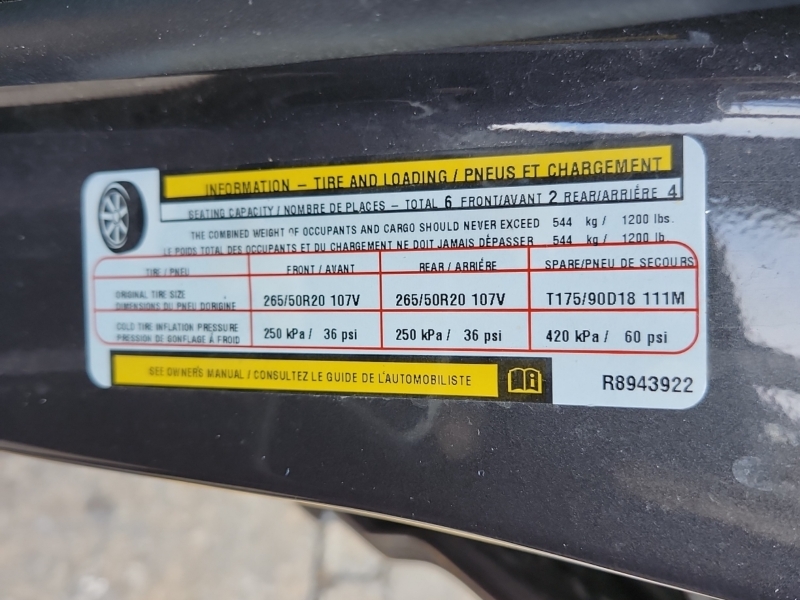 INFORMATION – TIRE AND LOADING / PNEUS ET CHARGEMENT
SEATING CAPACITY / NOMBRE DE PLACES – TOTAL 6 FRONT/AVANT 2 REAR/ARRIÉRE 4
THE COMBINED WEIGHT OF OCCUPANTS AND CARGO SHOULD NEVER EXCEED 544 kg / 1200 lbs.
LE POIDS TOTAL DES OCCUPANTS ET DU CHARGEMENT NE DOIT JAMAIS DÈPASSER 544 kg / 1200 lb.
TIRE / PNEU FRONT / AVANT REAR / ARRIÉRE SPARE/PNEU DE SECOURS
ORIGINAL TIRE SIZE
DIMENSIONS DU PNEU D'ORIGINE
265/50R20 107V 265/50R20 107V T175/90D18 111M
COLD TIRE INFLATION PRESSURE
PRESSION DE GONFLAGE À FROID
250 kPa / 36 psi 250 kPa / 36 psi 420 kPa / 60 psi
SEE OWNER'S MANUAL / CONSULTEZ LE GUIDE DE L'AUTOMOBILISTE
R8943922